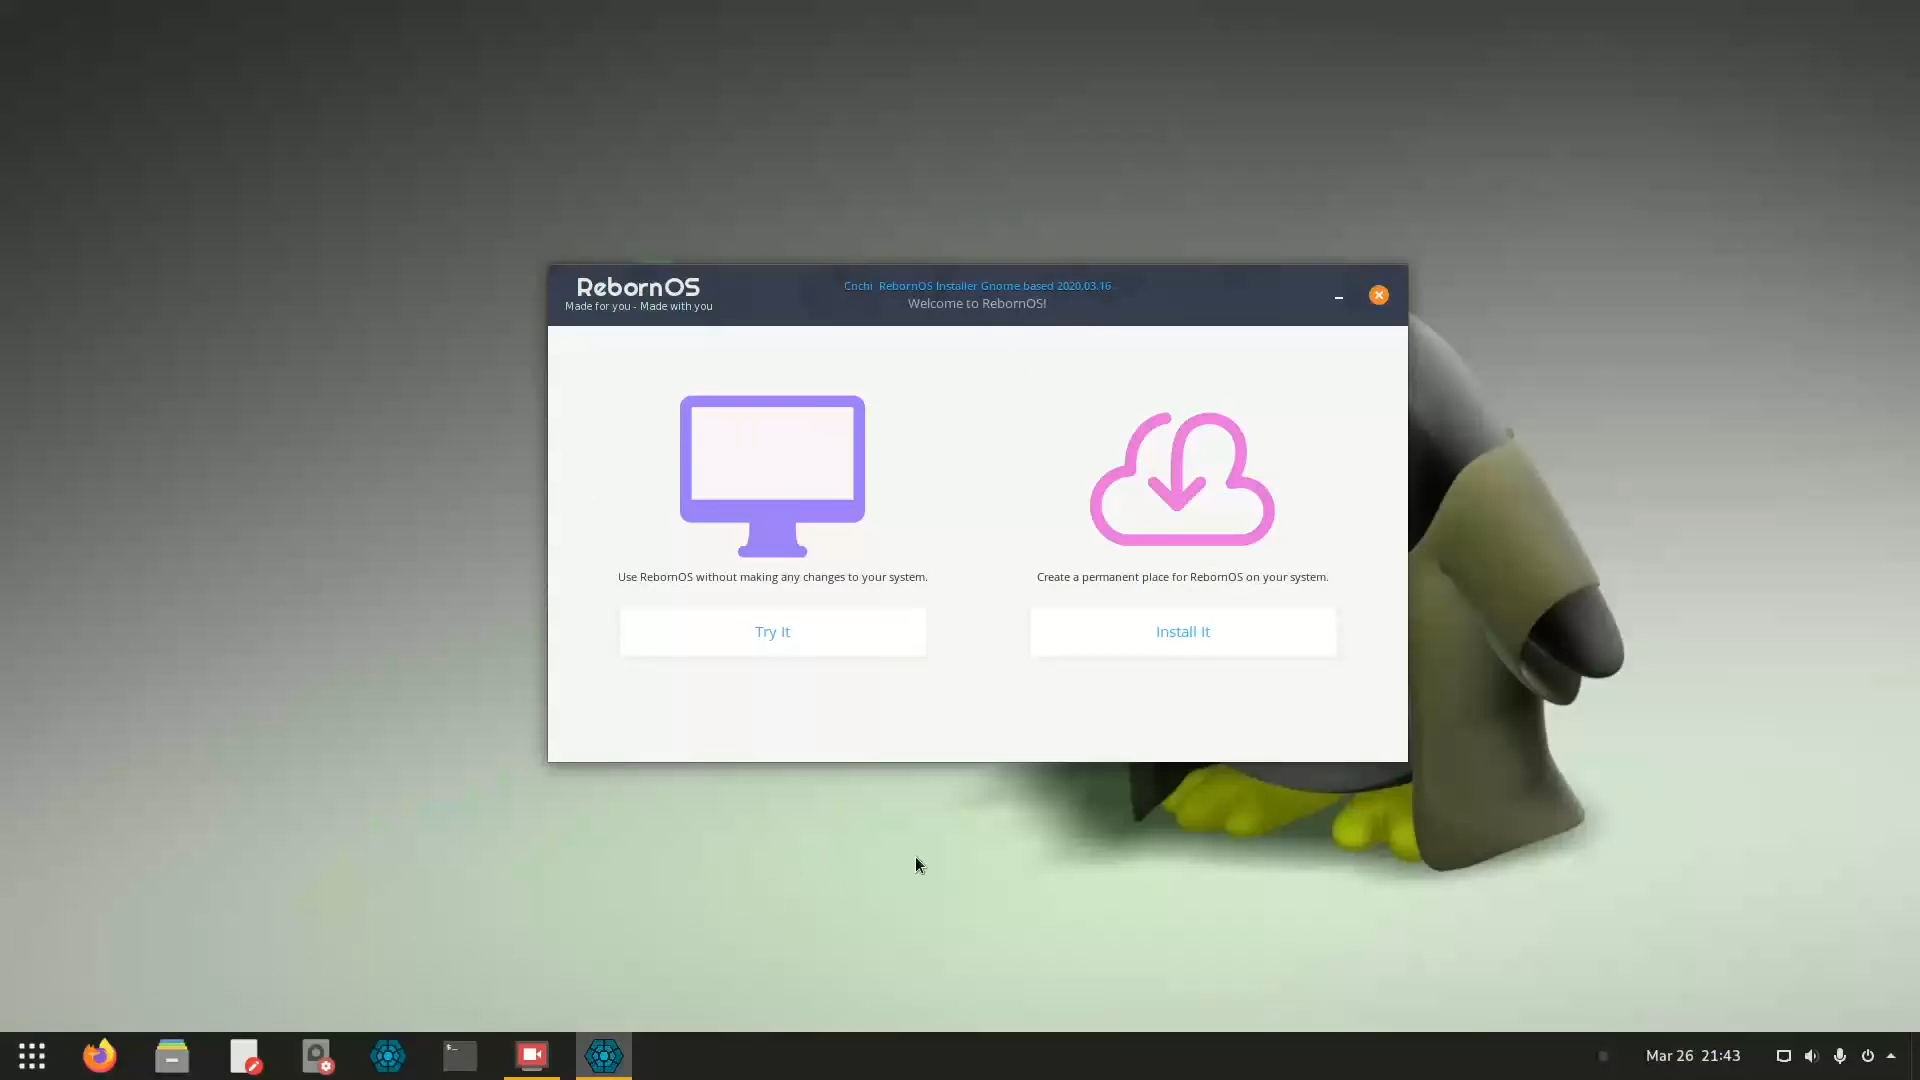 RebornOS
Made for you - Made with you
Cnchi RebornOS Installer Gnome based 2020.03.16
Welcome to RebornOS!
Use RebornOS without making any changes to your system.
Create a permanent place for RebornOS on your system.
Try It
Install It
$_
Mar 26 21:43